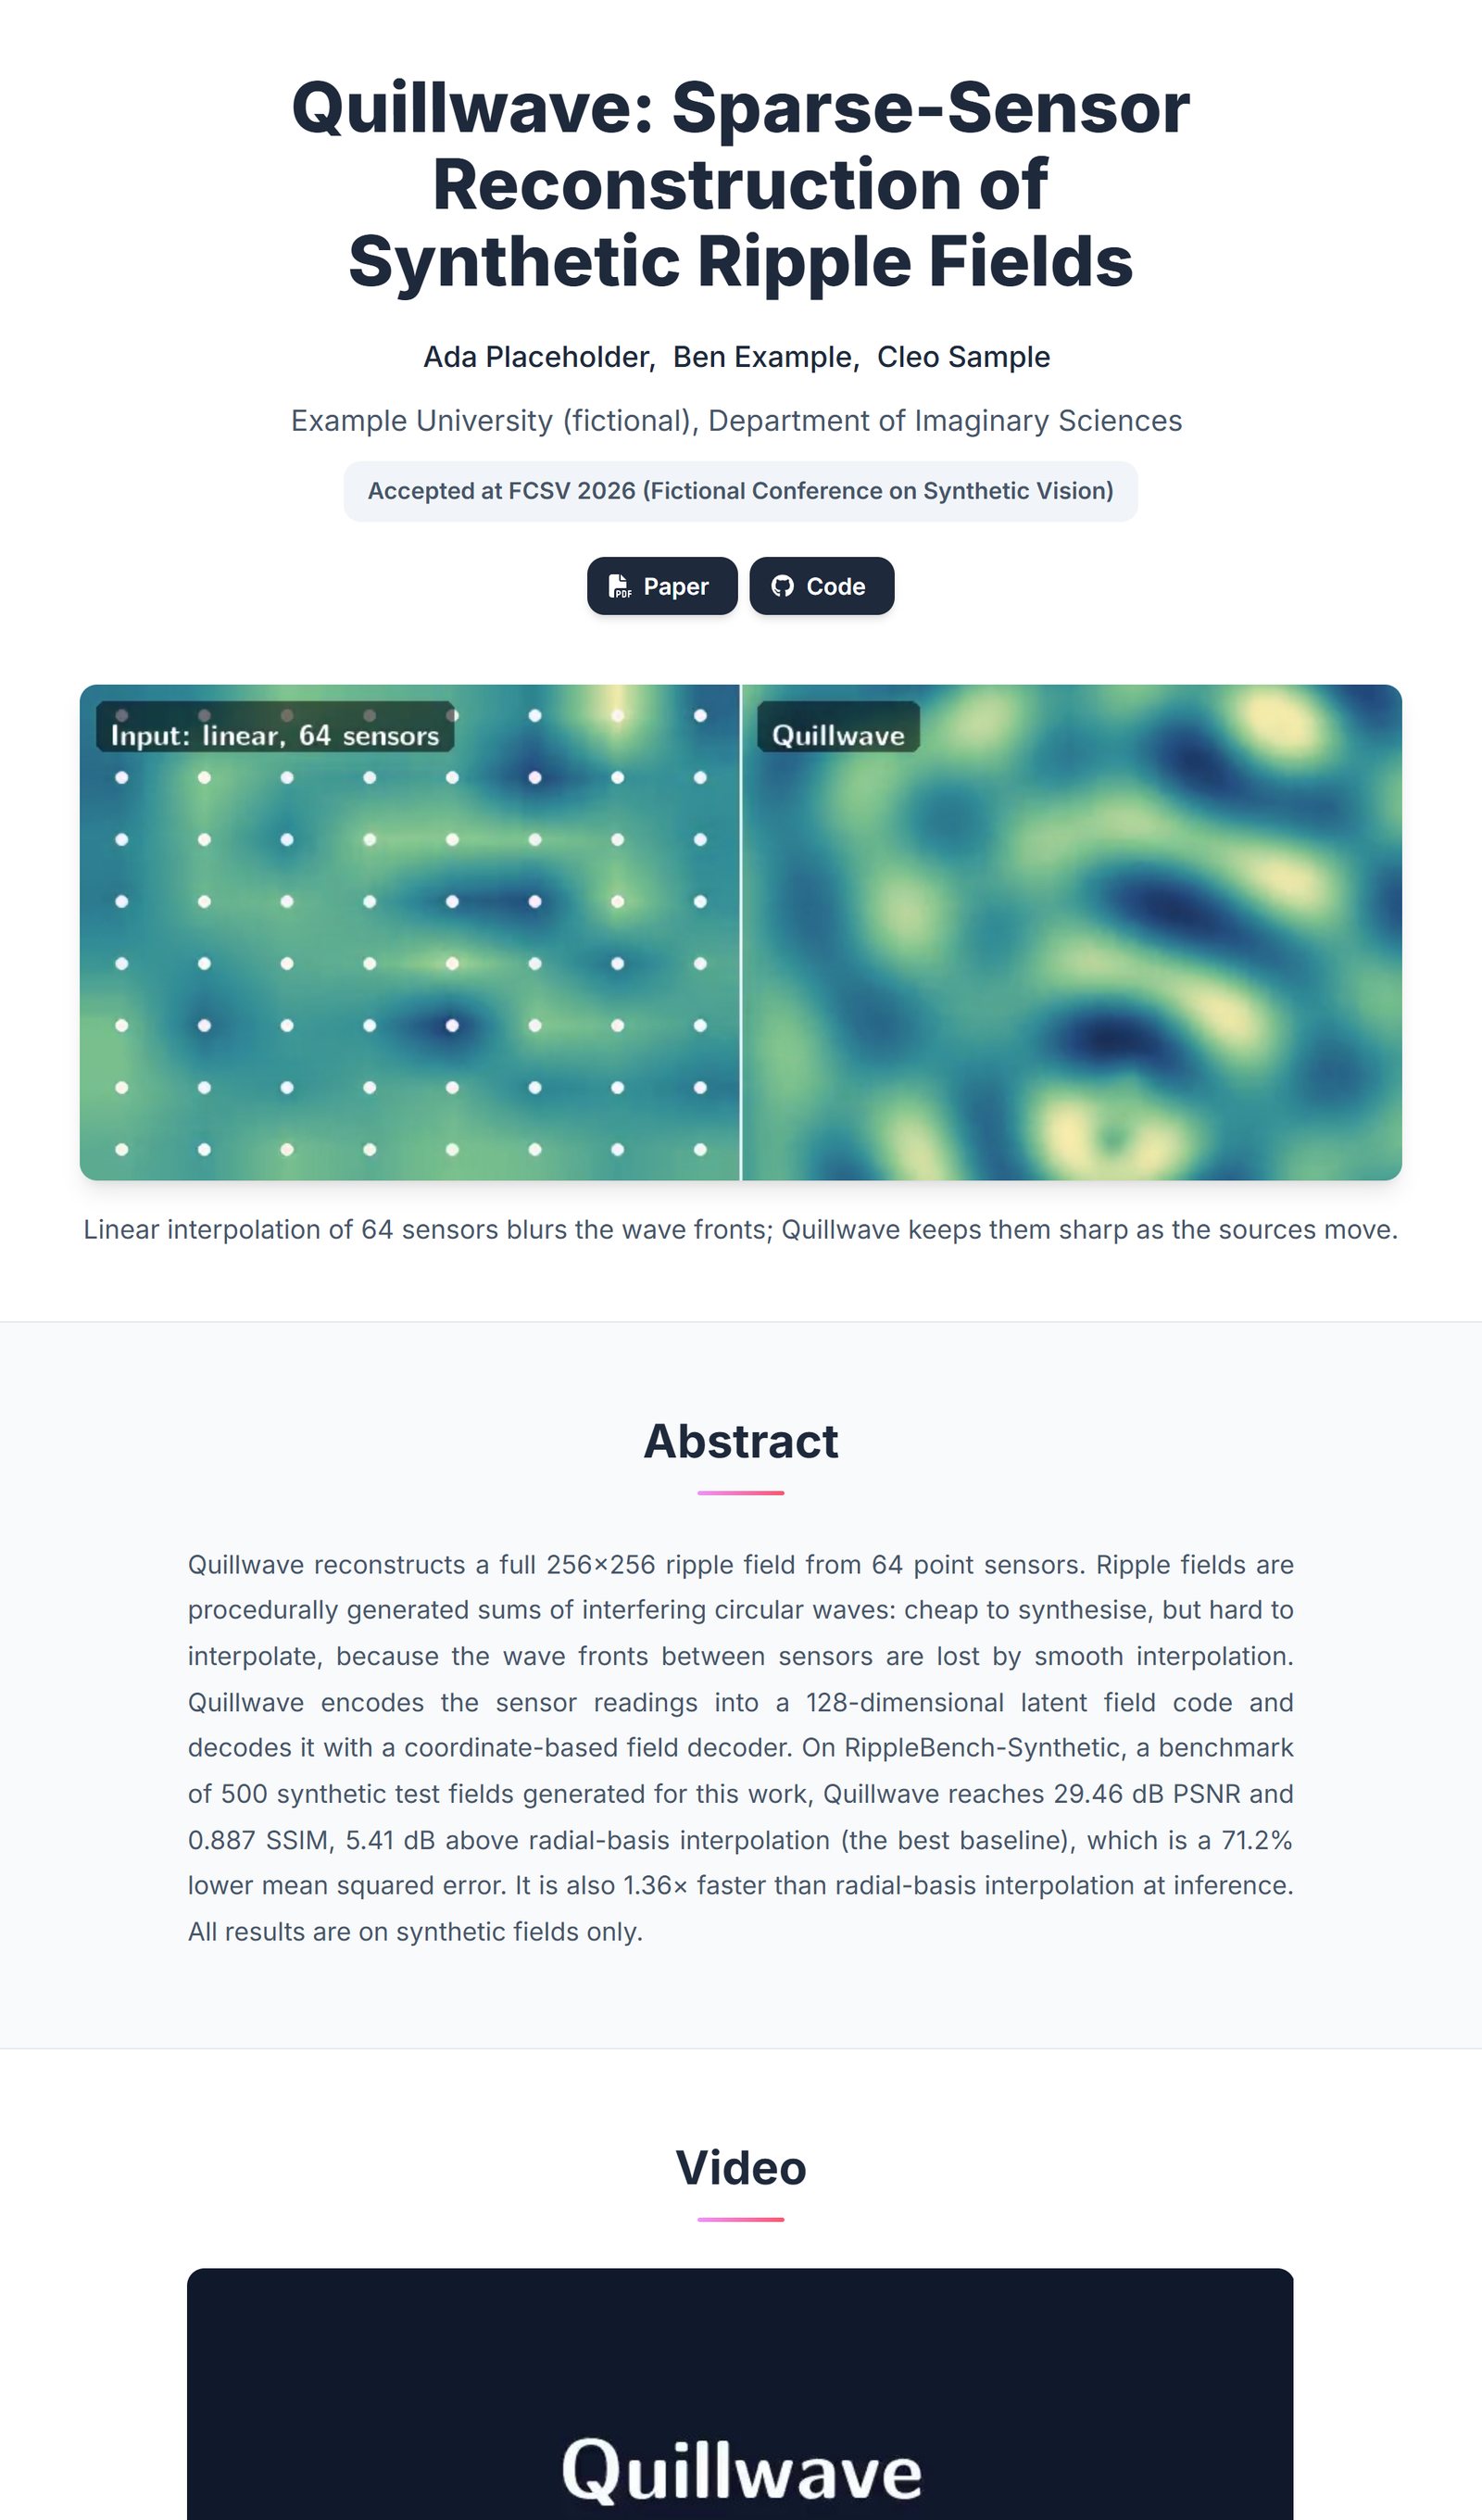 Quillwave: Sparse-Sensor
Reconstruction of
Synthetic Ripple Fields
Ada Placeholder, Ben Example, Cleo Sample
Example University (fictional), Department of Imaginary Sciences
Accepted at FCSV 2026 (Fictional Conference on Synthetic Vision)
PDF Paper
Code
Input: linear, 64 sensors
Quillwave
Linear interpolation of 64 sensors blurs the wave fronts; Quillwave keeps them sharp as the sources move.
Abstract
Quillwave reconstructs a full 256×256 ripple field from 64 point sensors. Ripple fields are
procedurally generated sums of interfering circular waves: cheap to synthesise, but hard to
interpolate, because the wave fronts between sensors are lost by smooth interpolation.
Quillwave encodes the sensor readings into a 128-dimensional latent field code and
decodes it with a coordinate-based field decoder. On RippleBench-Synthetic, a benchmark
of 500 synthetic test fields generated for this work, Quillwave reaches 29.46 dB PSNR and
0.887 SSIM, 5.41 dB above radial-basis interpolation (the best baseline), which is a 71.2%
lower mean squared error. It is also 1.36× faster than radial-basis interpolation at inference.
All results are on synthetic fields only.
Video
Quillwave